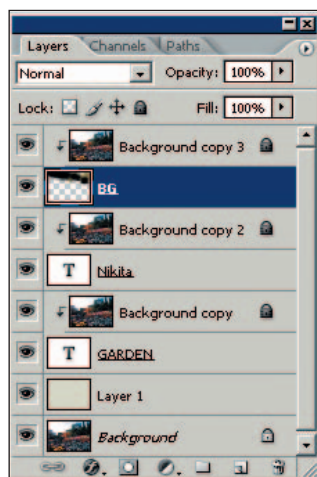 Layers Channels Paths
Normal Opacity: 100%
Lock: Fill: 100%
Background copy 3
BG
Background copy 2
T Nikita
Background copy
T GARDEN
Layer 1
Background